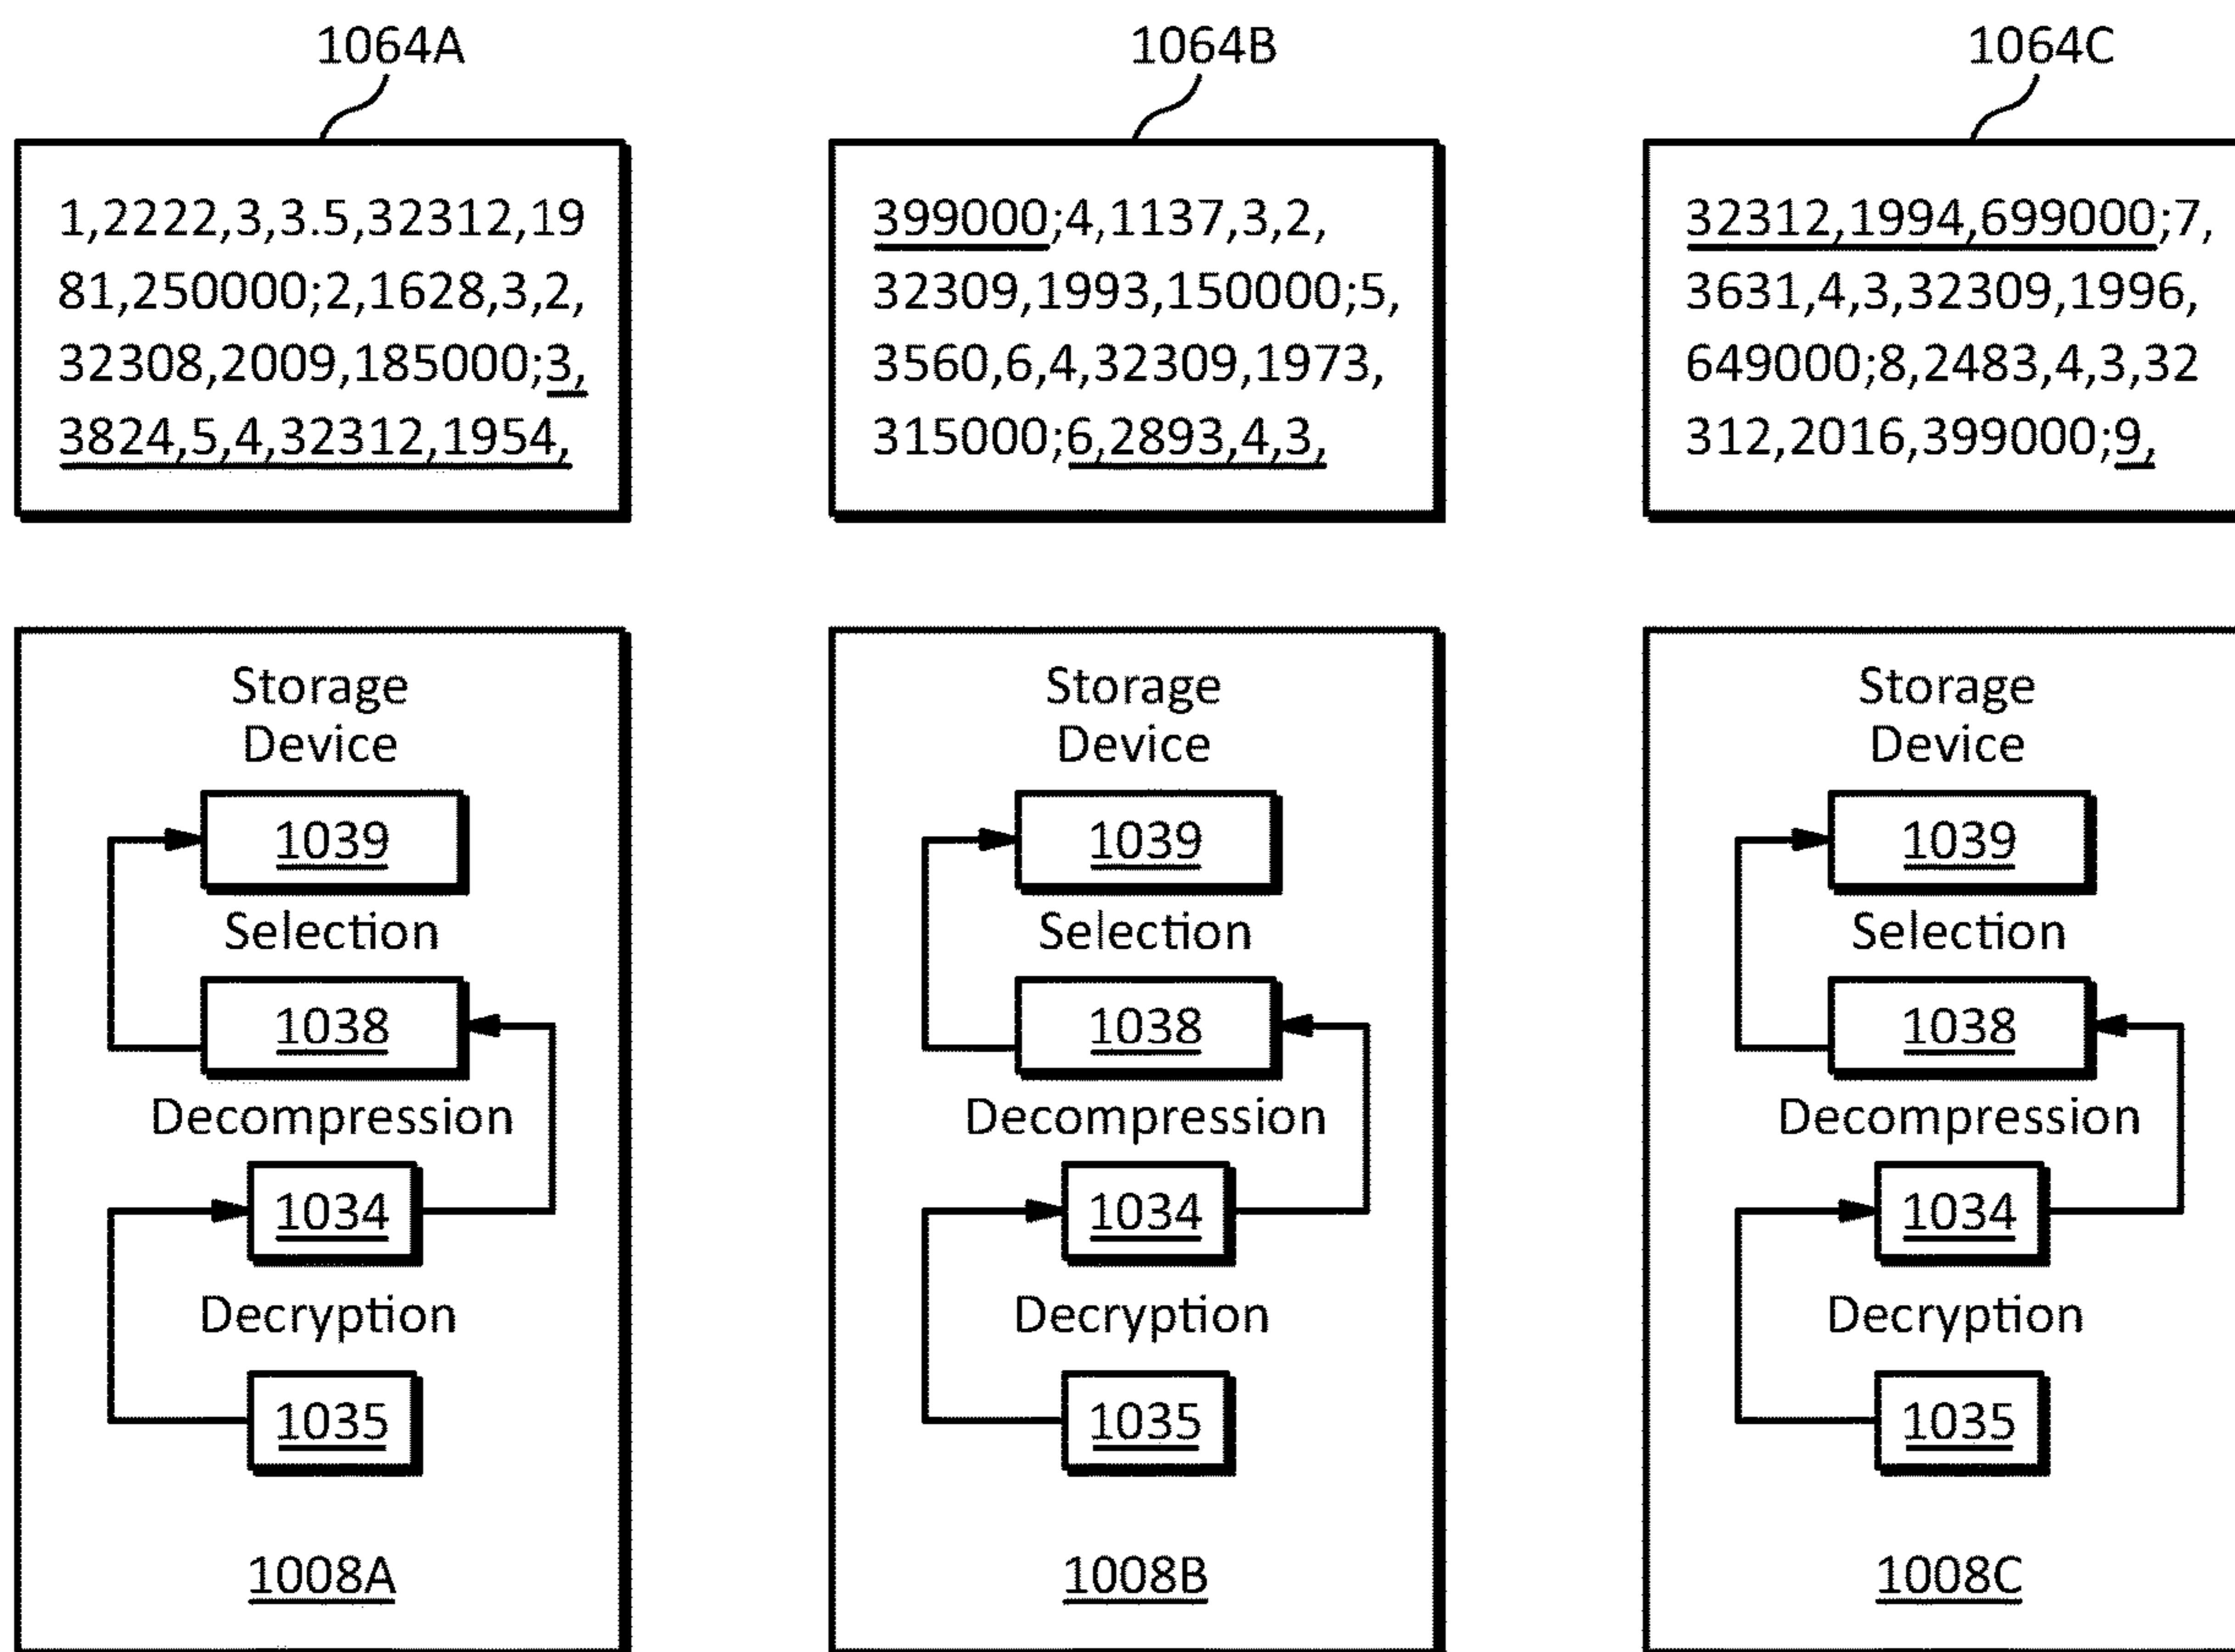 1064A
1,2222,3,3.5,32312,19
81,250000;2,1628,3,2,
32308,2009,185000;3,
3824,5,4,32312,1954,
1064B
399000;4,1137,3,2,
32309,1993,150000;5,
3560,6,4,32309,1973,
315000;6,2893,4,3,
1064C
32312,1994,699000;7,
3631,4,3,32309,1996,
649000;8,2483,4,3,32
312,2016,399000;9,
Storage
Device
1039
Selection
1038
Decompression
1034
Decryption
1035
1008A
Storage
Device
1039
Selection
1038
Decompression
1034
Decryption
1035
1008B
Storage
Device
1039
Selection
1038
Decompression
1034
Decryption
1035
1008C